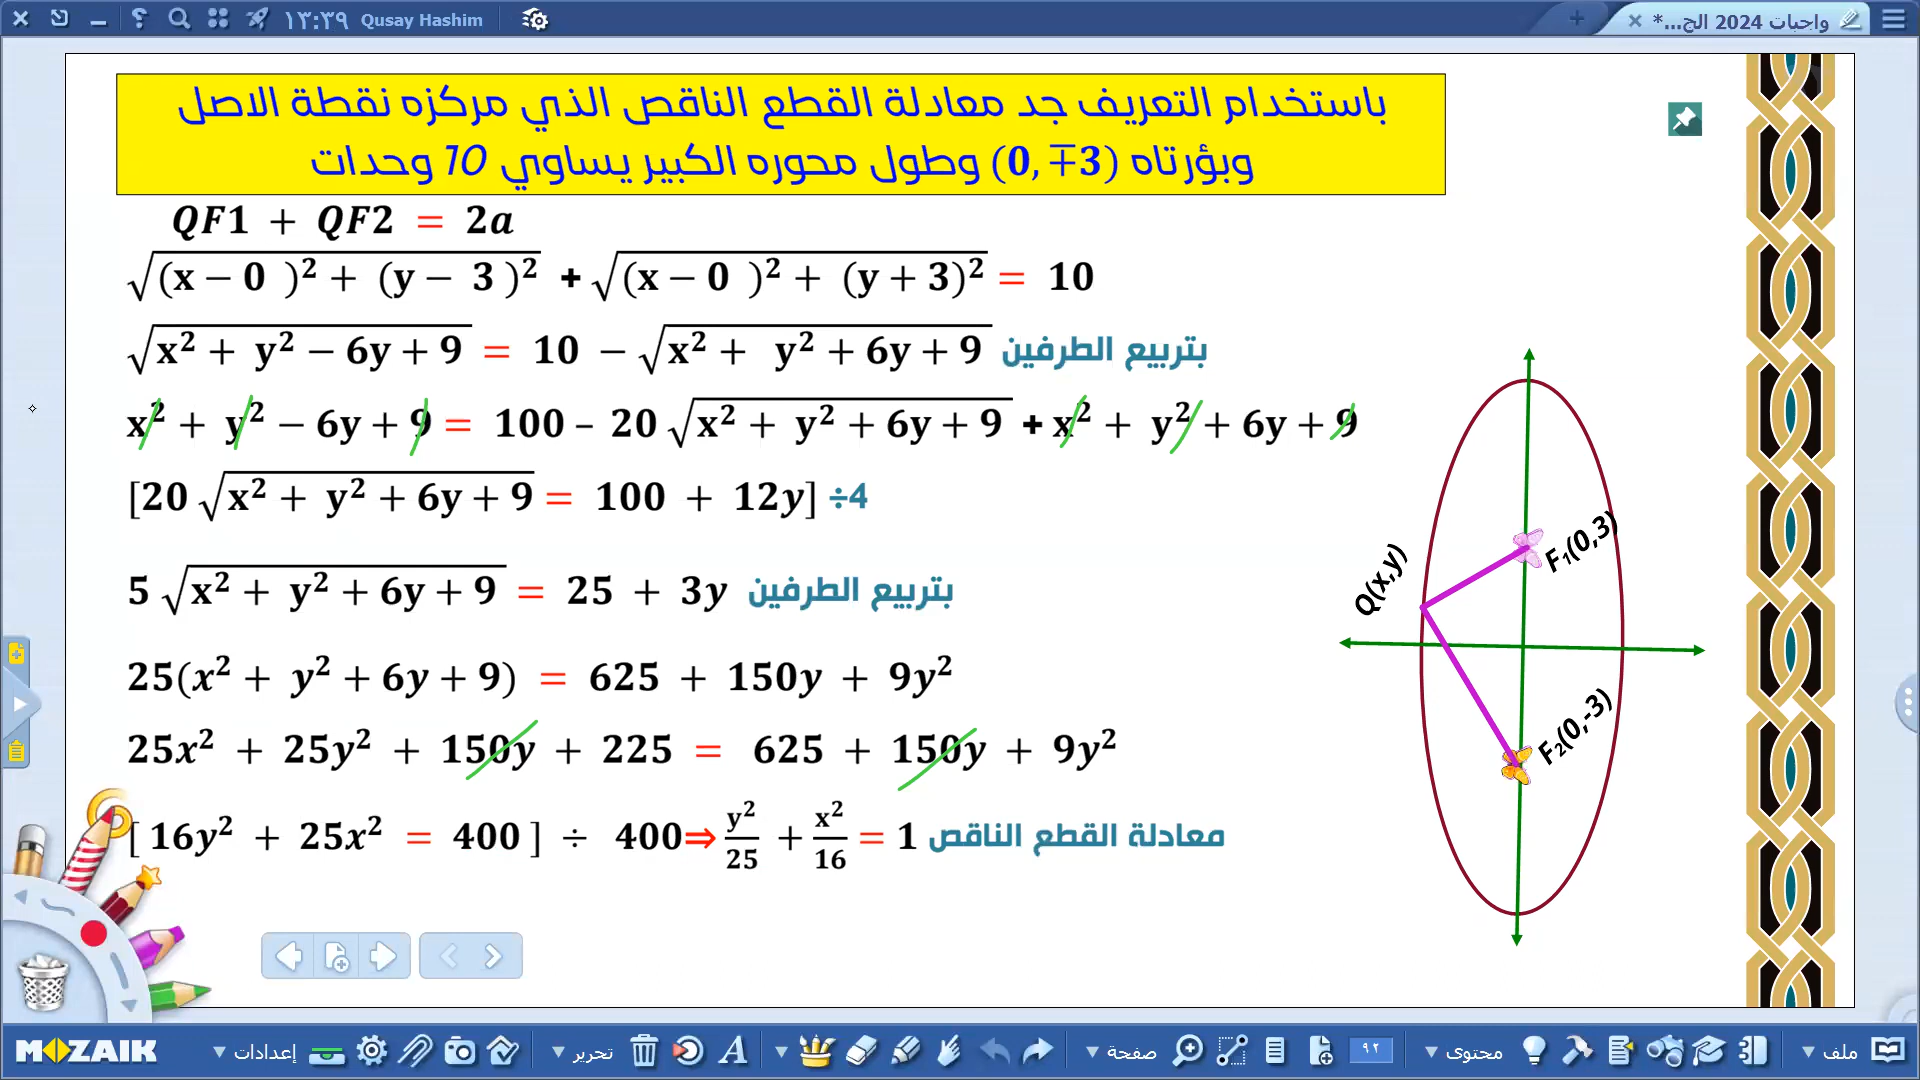 ١٣:٣٩ Qusay Hashim
واجبات 2024 الج...*
باستخدام التعريف جد معادلة القطع الناقص الذي مركزه نقطة الاصل
وبؤرتاه (0, ∓3) وطول محوره الكبير يساوي 10 وحدات
QF1 + QF2 = 2a
√((x − 0 )² + (y − 3 )²) + √((x − 0 )² + (y + 3)²) = 10
√(x² + y² − 6y + 9) = 10 − √(x² + y² + 6y + 9) بتربيع الطرفين
x² + y² − 6y + 9 = 100 – 20 √(x² + y² + 6y + 9) + x² + y² + 6y + 9
[20 √(x² + y² + 6y + 9) = 100 + 12y] ÷4
5 √(x² + y² + 6y + 9) = 25 + 3y بتربيع الطرفين
25(x² + y² + 6y + 9) = 625 + 150y + 9y²
25x² + 25y² + 150y + 225 = 625 + 150y + 9y²
[ 16y² + 25x² = 400 ] ÷ 400 ⇒ y²/25 + x²/16 = 1 معادلة القطع الناقص
Q(x,y)
F₁(0,3)
F₂(0,-3)
MOZAIK
إعدادات
تحرير
صفحة
٩٢
محتوى
ملف